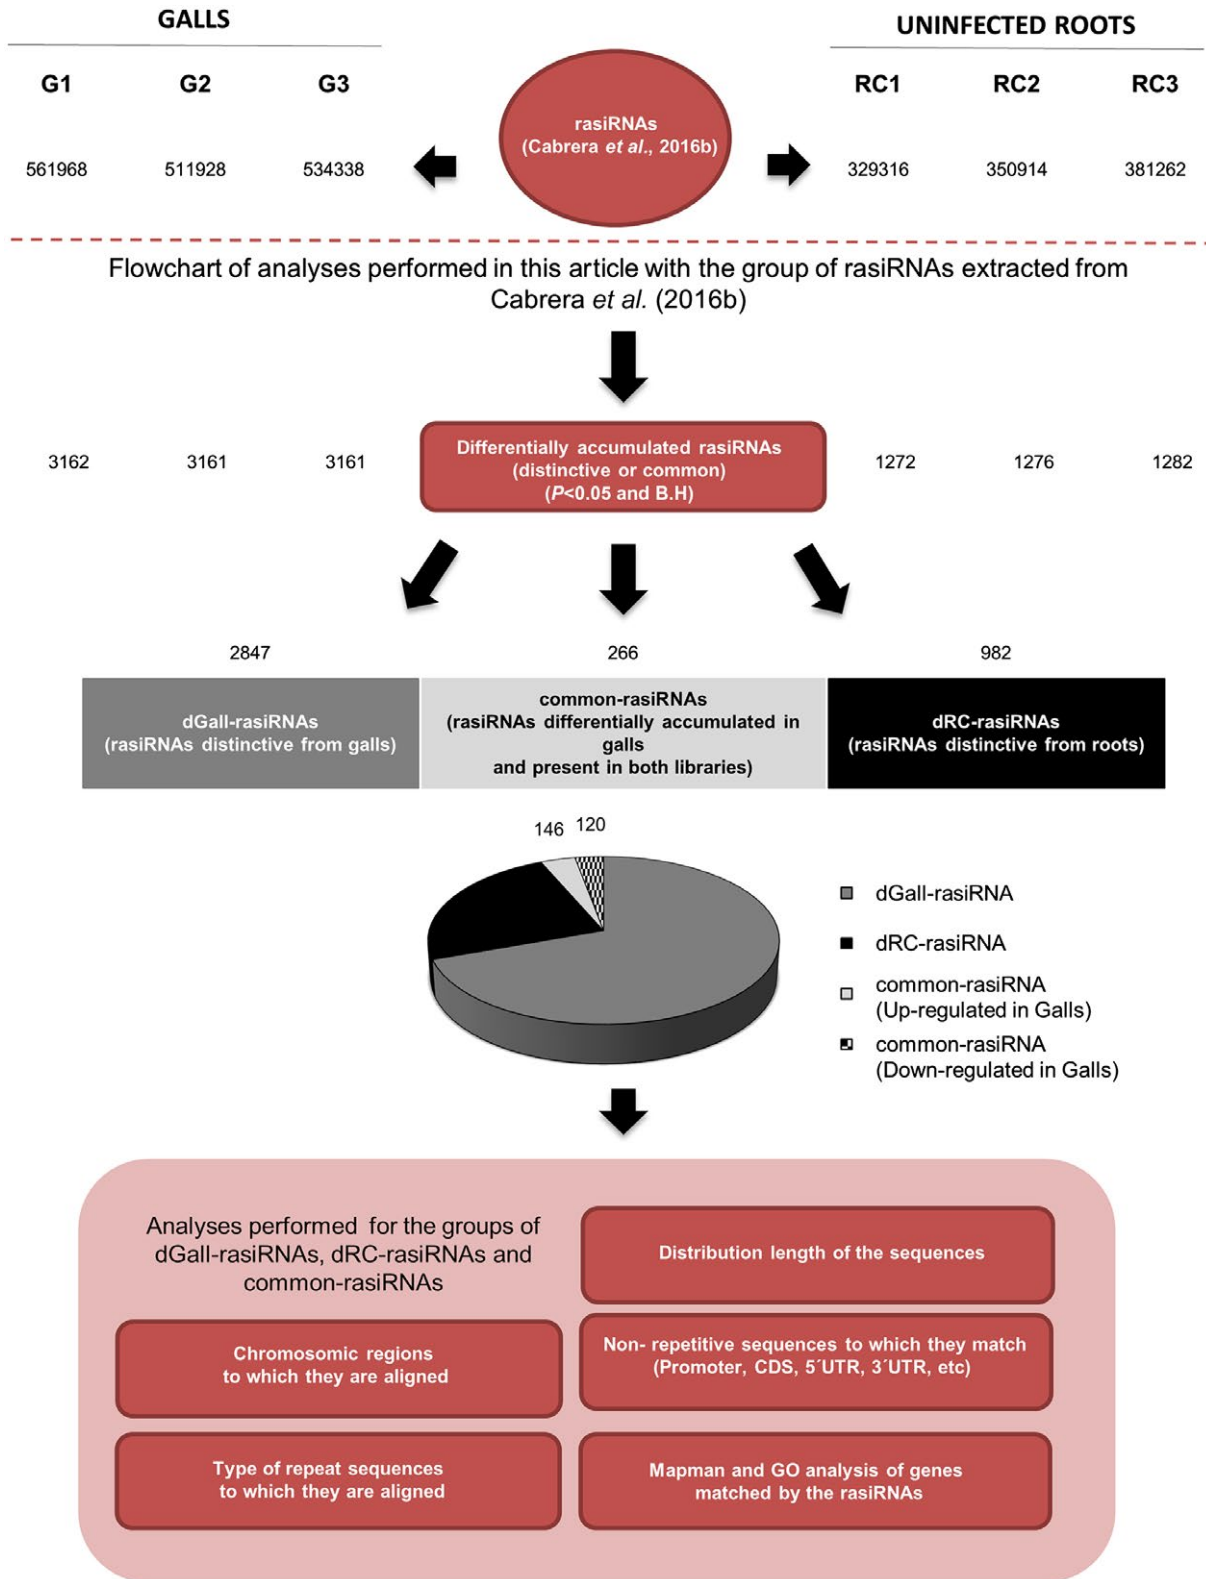 GALLS
UNINFECTED ROOTS
G1 G2 G3
RC1 RC2 RC3
rasiRNAs
(Cabrera et al., 2016b)
561968 511928 534338
329316 350914 381262
Flowchart of analyses performed in this article with the group of rasiRNAs extracted from
Cabrera et al. (2016b)
3162 3161 3161
Differentially accumulated rasiRNAs
(distinctive or common)
(P<0.05 and B.H)
1272 1276 1282
2847 266 982
dGall-rasiRNAs
(rasiRNAs distinctive from galls)
common-rasiRNAs
(rasiRNAs differentially accumulated in
galls
and present in both libraries)
dRC-rasiRNAs
(rasiRNAs distinctive from roots)
146 120
dGall-rasiRNA
dRC-rasiRNA
common-rasiRNA
(Up-regulated in Galls)
common-rasiRNA
(Down-regulated in Galls)
Analyses performed for the groups of
dGall-rasiRNAs, dRC-rasiRNAs and
common-rasiRNAs
Distribution length of the sequences
Chromosomic regions
to which they are aligned
Non- repetitive sequences to which they match
(Promoter, CDS, 5´UTR, 3´UTR, etc)
Type of repeat sequences
to which they are aligned
Mapman and GO analysis of genes
matched by the rasiRNAs